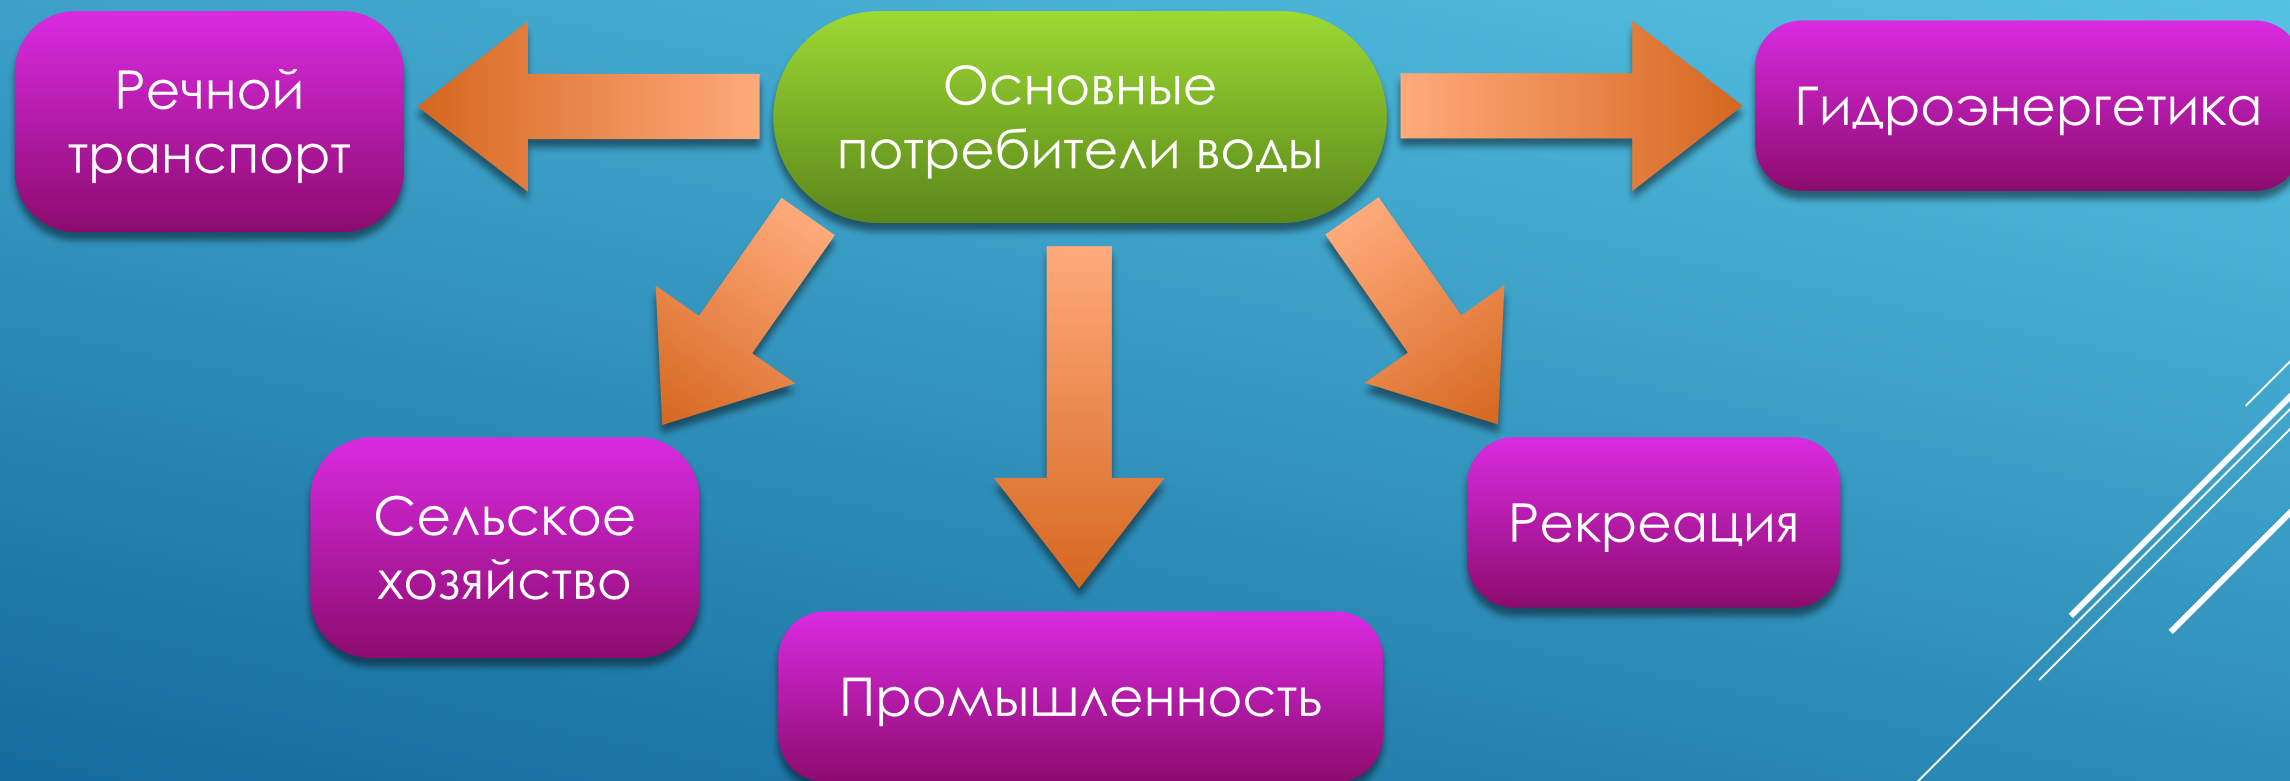 Речной
транспорт
Основные
потребители воды
Гидроэнергетика
Сельское
хозяйство
Промышленность
Рекреация